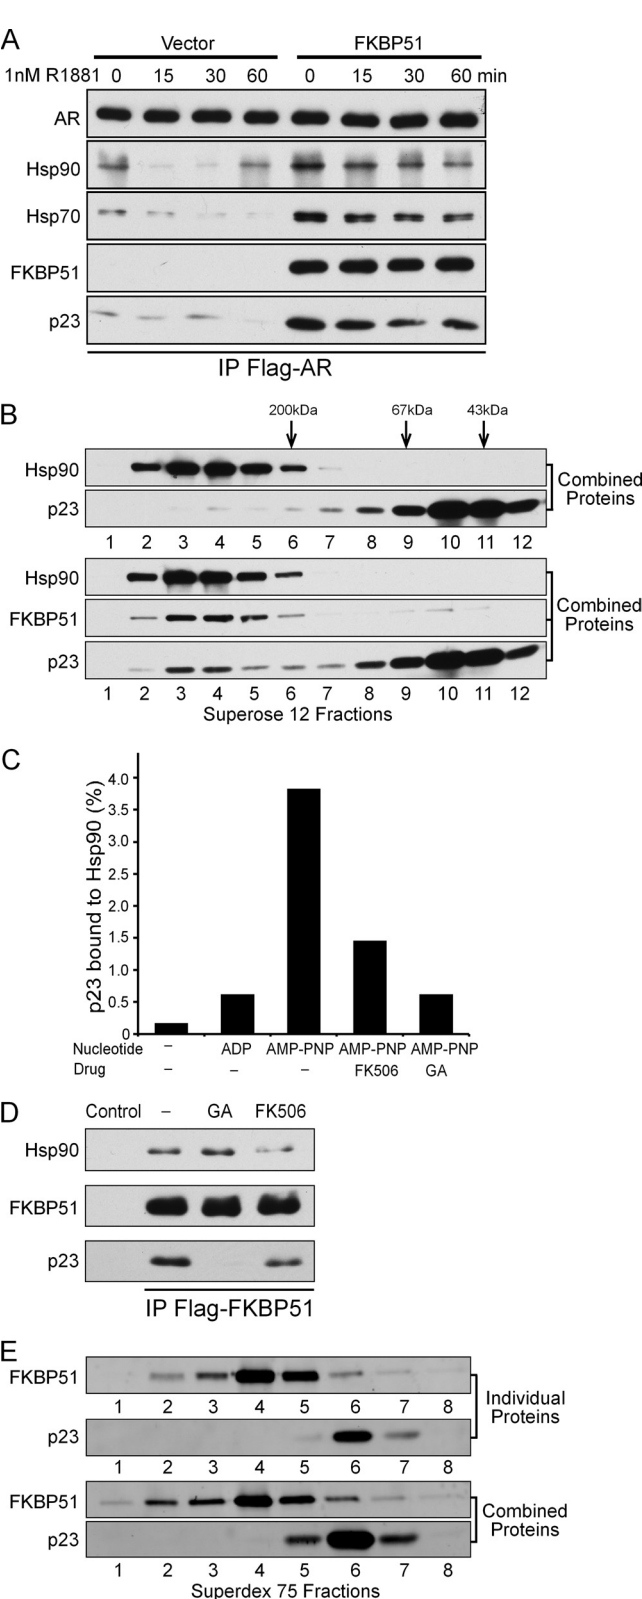 A
Vector FKBP51
1nM R1881 0 15 30 60 0 15 30 60 min
AR
Hsp90
Hsp70
FKBP51
p23
IP Flag-AR
B
200kDa 67kDa 43kDa
Hsp90
p23
Combined
Proteins
1 2 3 4 5 6 7 8 9 10 11 12
Hsp90
FKBP51
p23
Combined
Proteins
1 2 3 4 5 6 7 8 9 10 11 12
Superose 12 Fractions
C
p23 bound to Hsp90 (%)
4.0
3.5
3.0
2.5
2.0
1.5
1.0
0.5
0
Nucleotide – ADP AMP-PNP AMP-PNP AMP-PNP
Drug – – – FK506 GA
D
Control – GA FK506
Hsp90
FKBP51
p23
IP Flag-FKBP51
E
FKBP51
1 2 3 4 5 6 7 8
p23
1 2 3 4 5 6 7 8
Individual
Proteins
FKBP51
p23
Combined
Proteins
1 2 3 4 5 6 7 8
Superdex 75 Fractions